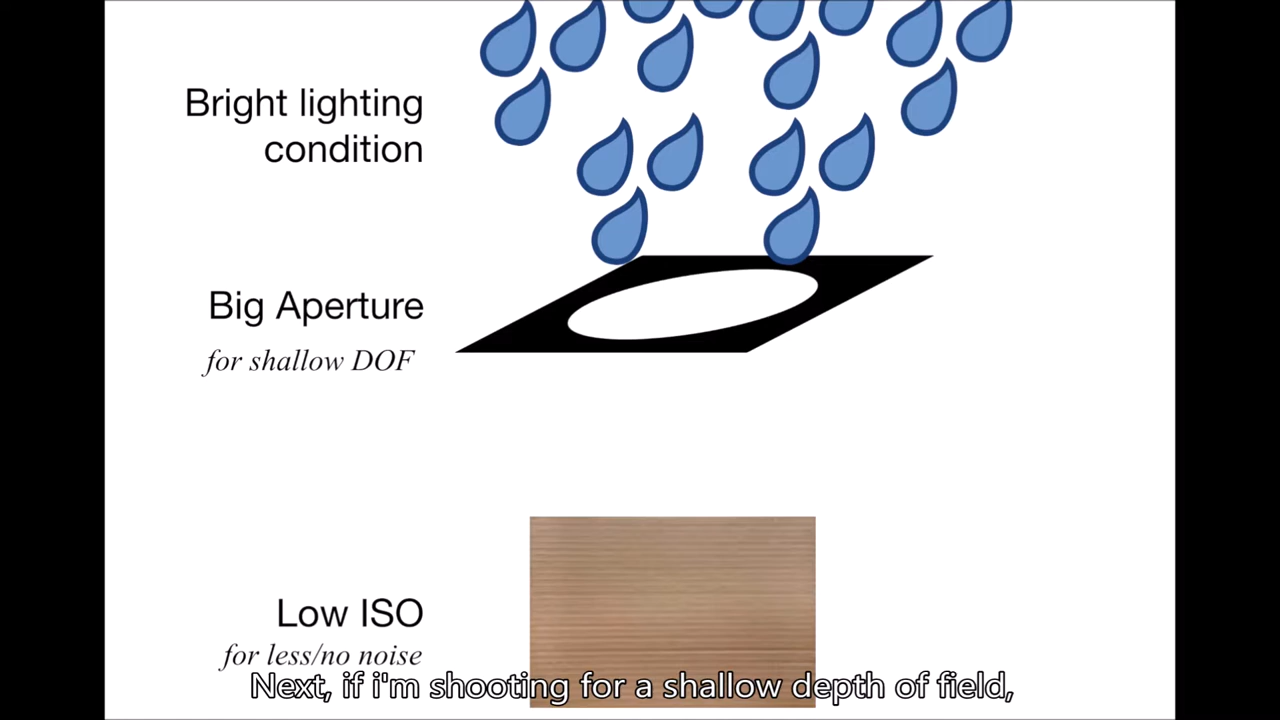 Bright lighting
condition
Big Aperture
for shallow DOF
Low ISO
for less/no noise
Next, if i'm shooting for a shallow depth of field,